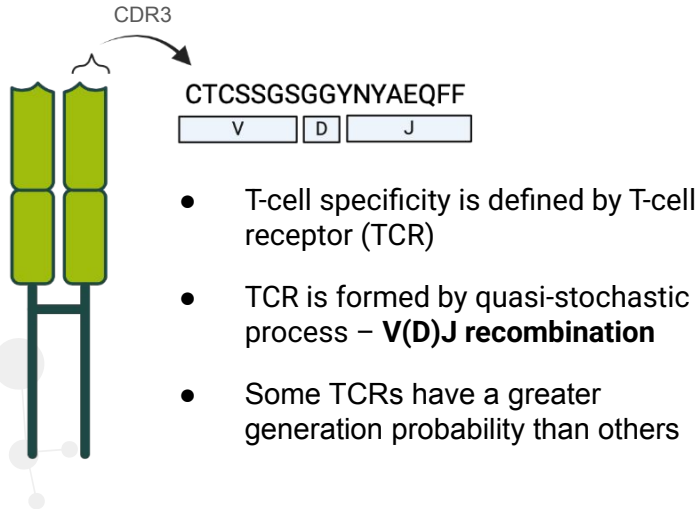 CDR3
CTCSSGSGGYNYAEQFF
V D J
● T-cell specificity is defined by T-cell
receptor (TCR)
● TCR is formed by quasi-stochastic
process – V(D)J recombination
● Some TCRs have a greater
generation probability than others